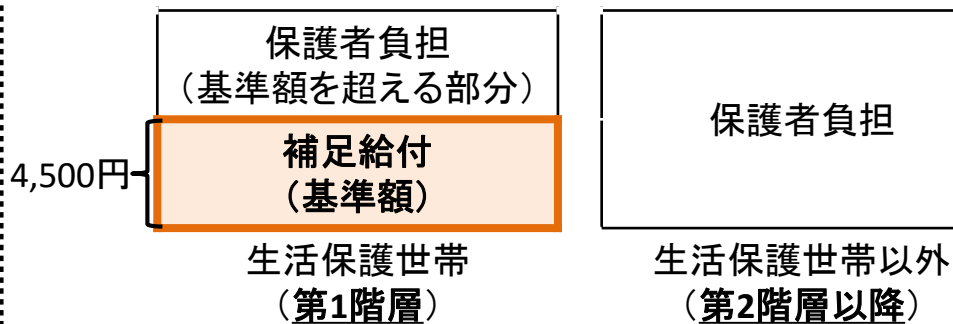 保護者負担
（基準額を超える部分）
4,500円
補足給付
（基準額）
生活保護世帯
（第1階層）
保護者負担
生活保護世帯以外
（第2階層以降）